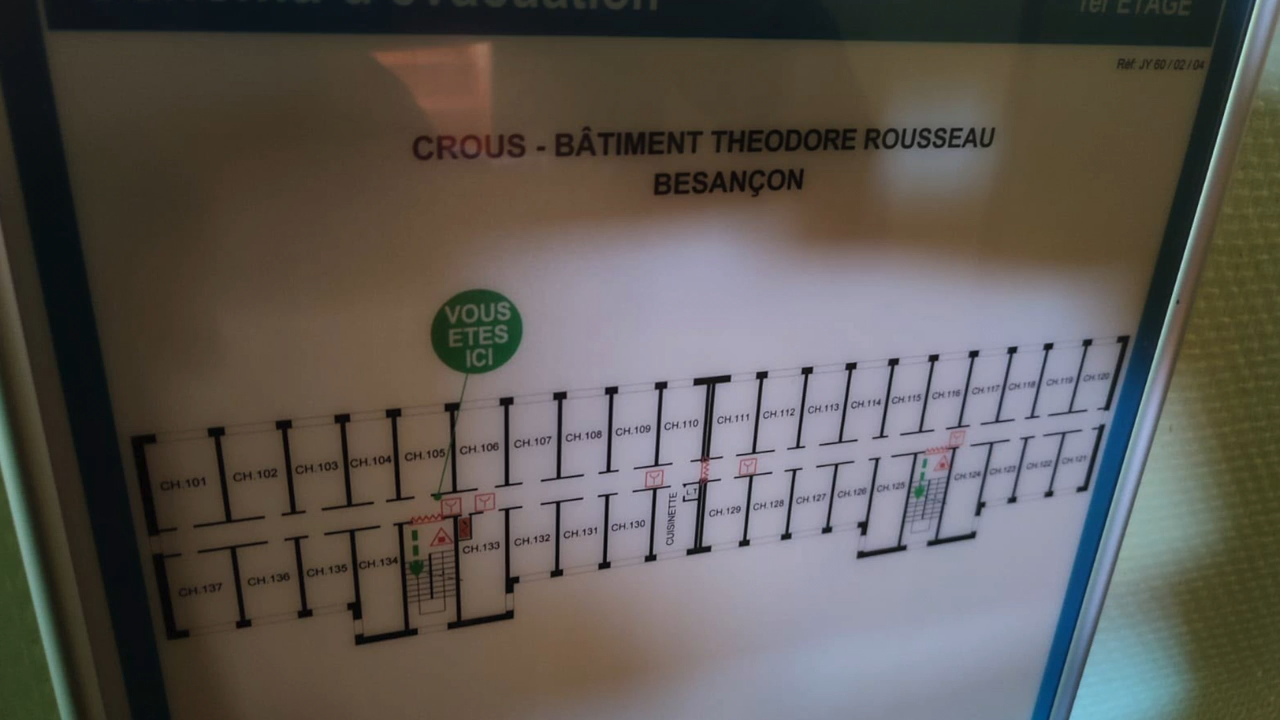 d'évacuation
1er ETAGE
Réf: JY 60 / 02 / 04
CROUS - BÂTIMENT THEODORE ROUSSEAU
BESANÇON
VOUS
ETES
ICI
CH.101
CH.102
CH.103
CH.104
CH.105
CH.106
CH.107
CH.108
CH.109
CH.110
CH.111
CH.112
CH.113
CH.114
CH.115
CH.116
CH.117
CH.118
CH.119
CH.120
CH.137
CH.136
CH.135
CH.134
CH.133
CH.132
CH.131
CH.130
CUISINETTE
L.T
CH.129
CH.128
CH.127
CH.126
CH.125
CH.124
CH.123
CH.122
CH.121